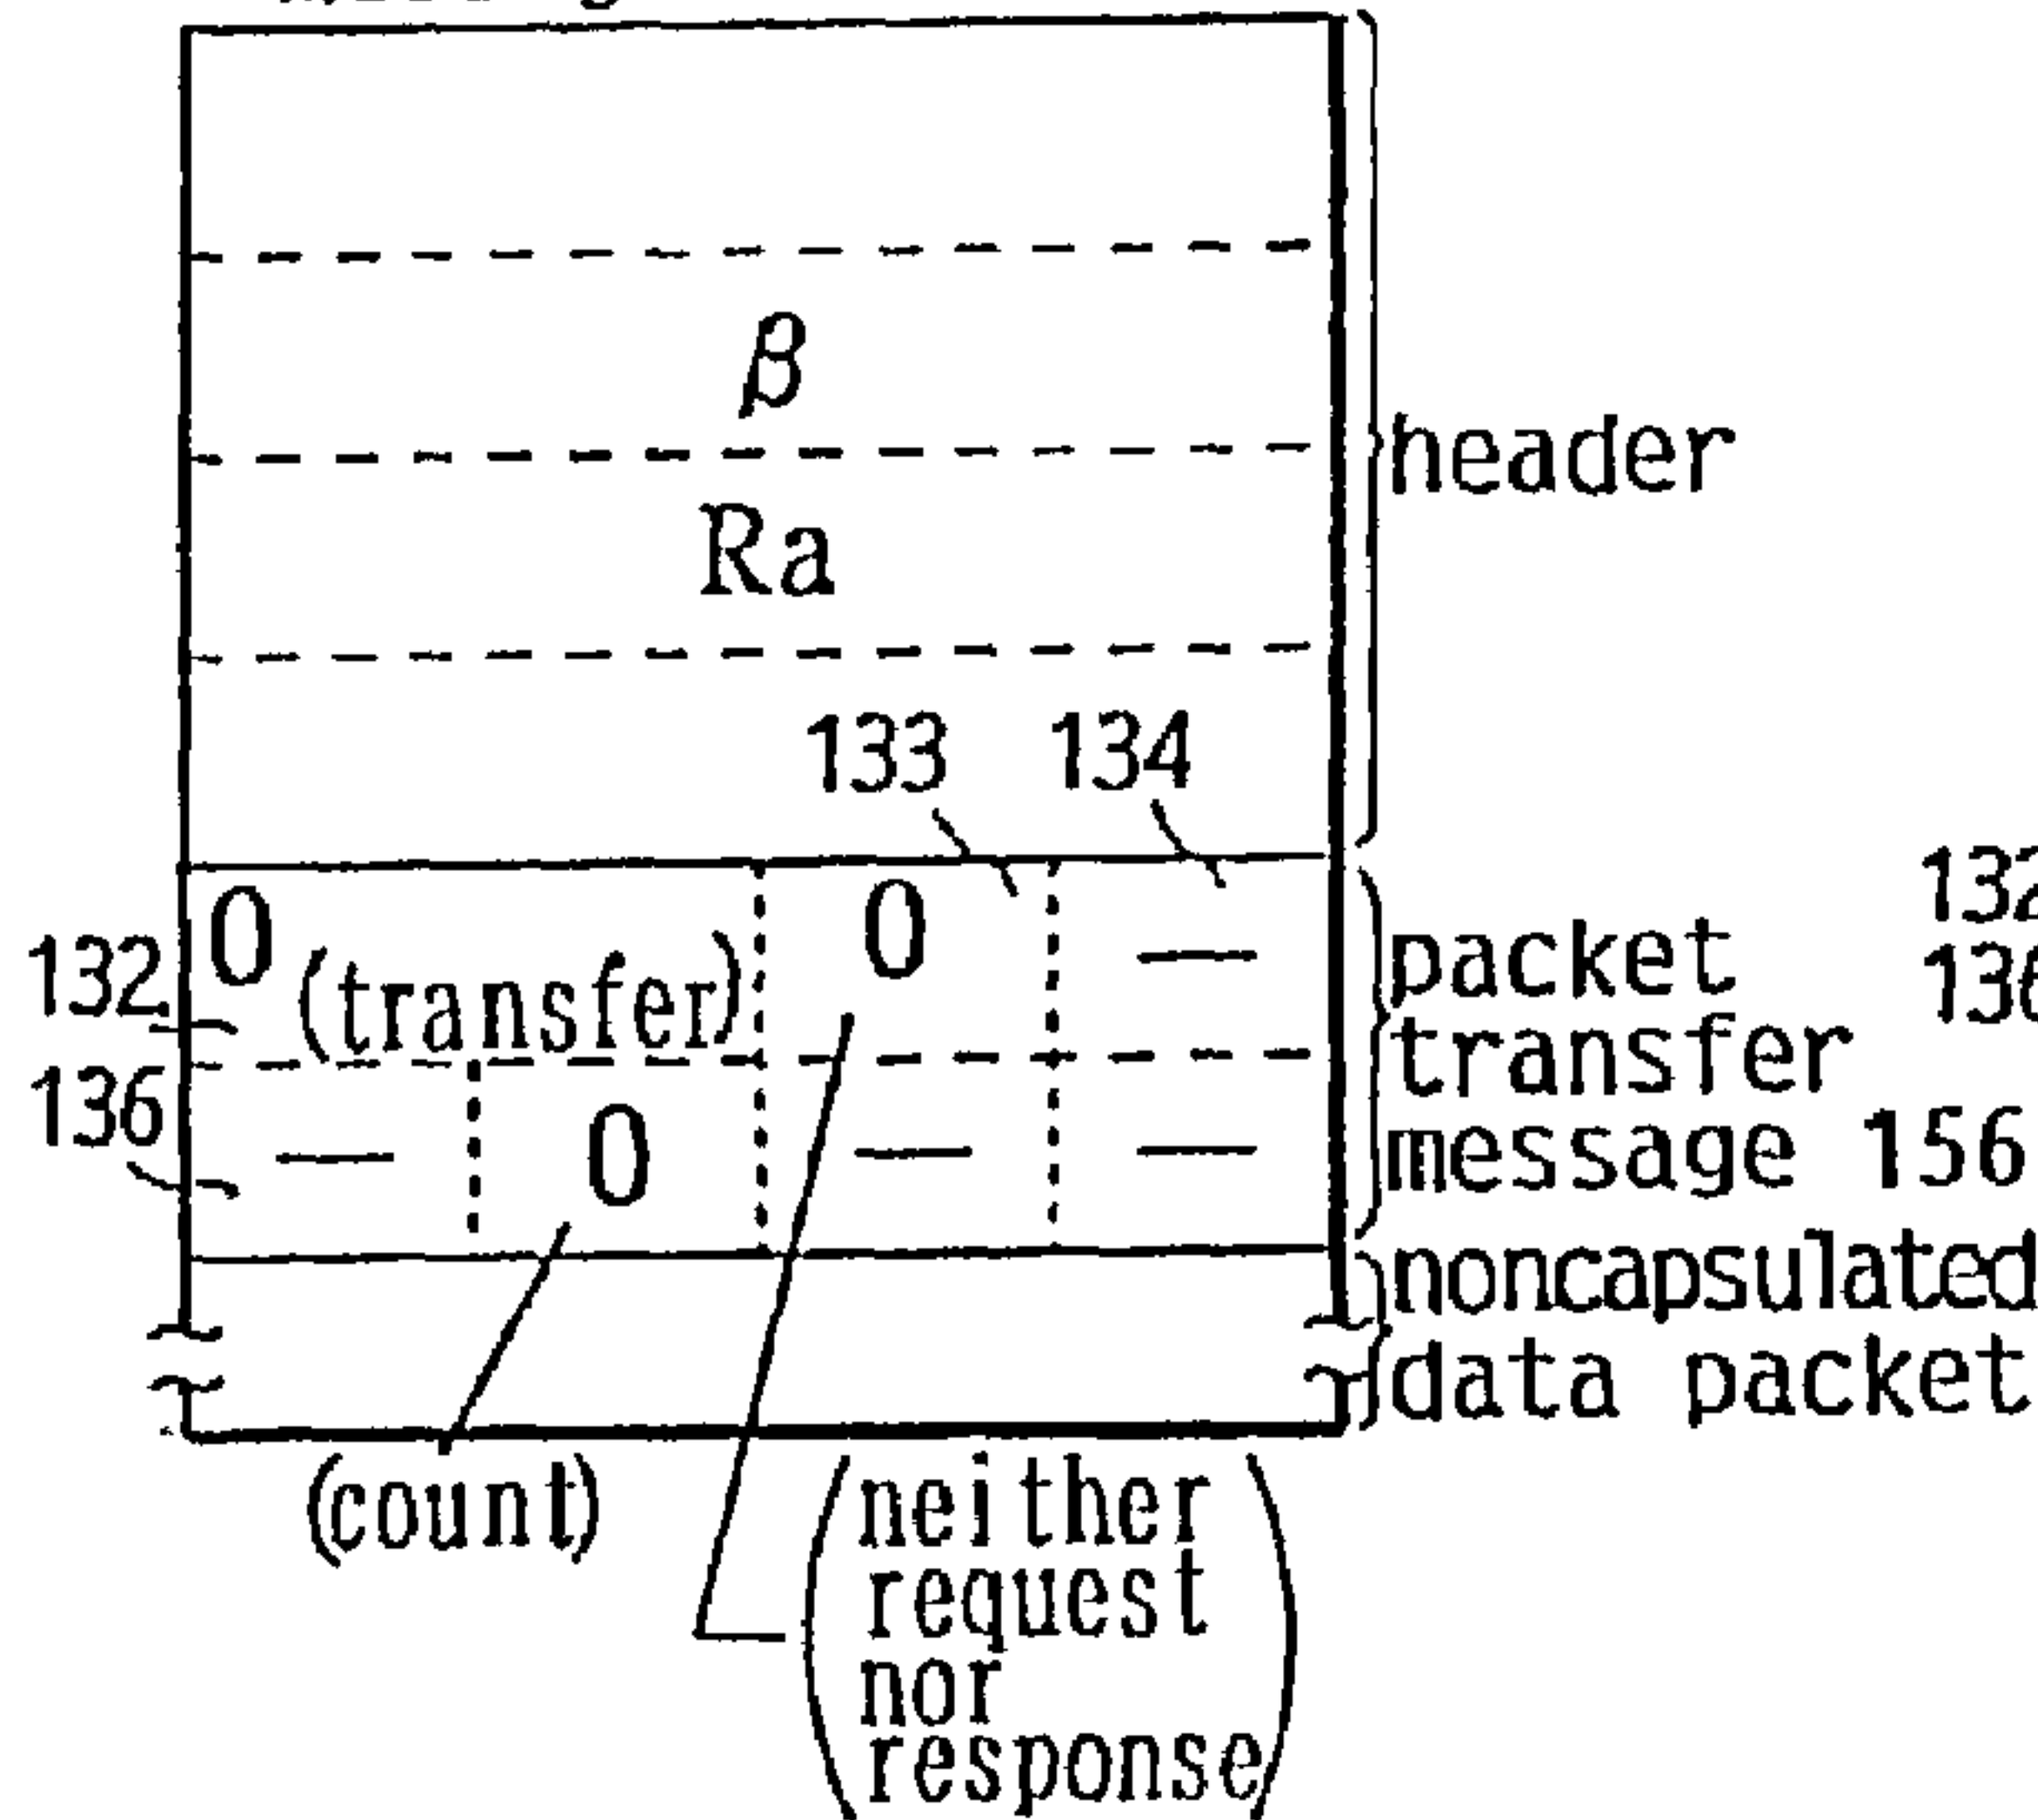 β
header
Ra
133 134
0 (transfer) 0 —
132
136
— 0 — —
packet
transfer
message 156
noncapsulated
data packet
(count)
(neither
request
nor
response)